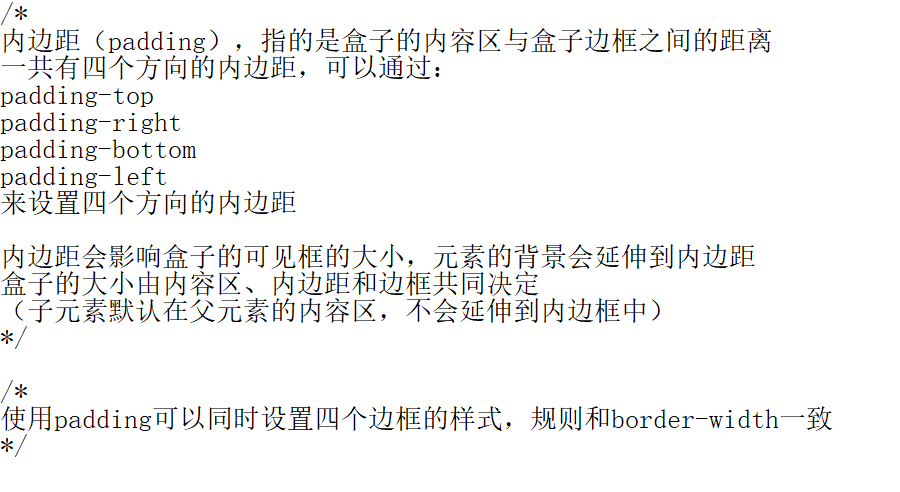 /*
内边距（padding），指的是盒子的内容区与盒子边框之间的距离
一共有四个方向的内边距，可以通过：
padding-top
padding-right
padding-bottom
padding-left
来设置四个方向的内边距
内边距会影响盒子的可见框的大小，元素的背景会延伸到内边距
盒子的大小由内容区、内边距和边框共同决定
（子元素默认在父元素的内容区，不会延伸到内边框中）
*/
/*
使用padding可以同时设置四个边框的样式，规则和border-width一致
*/